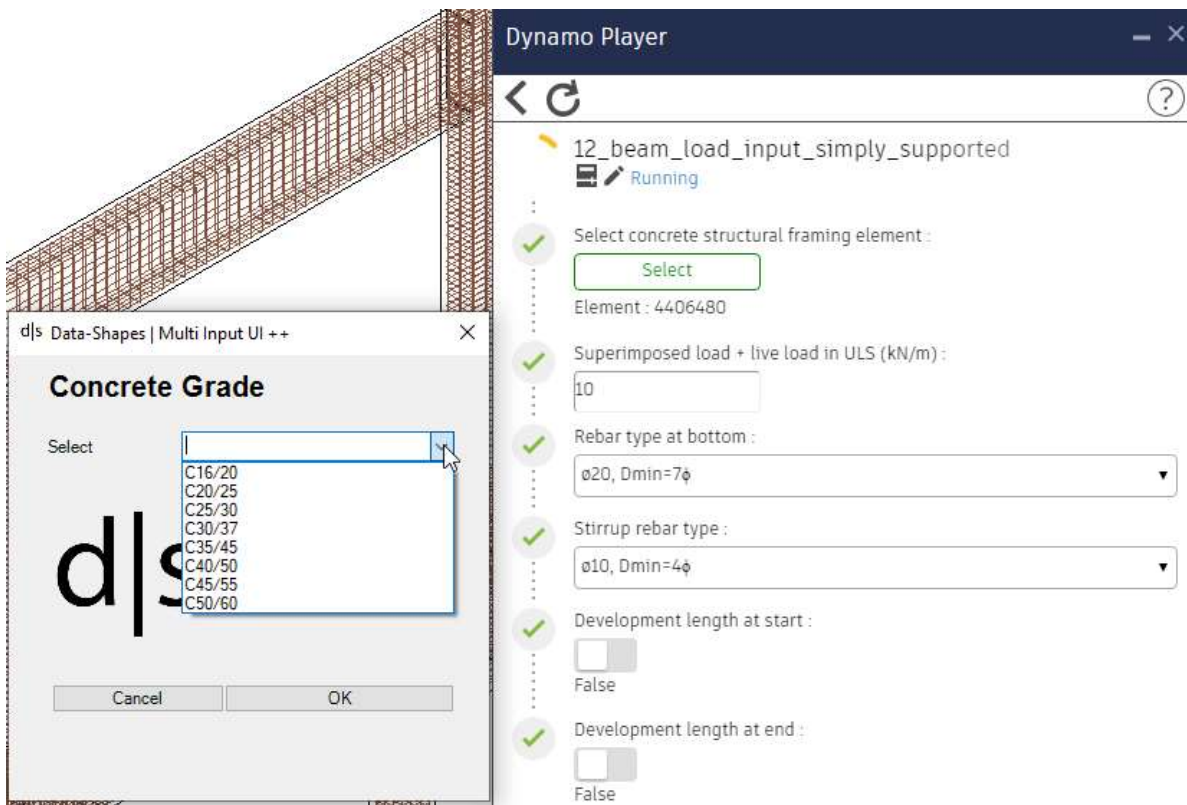 Dynamo Player
?
12_beam_load_input_simply_supported
Running
Select concrete structural framing element :
Select
Element : 4406480
Superimposed load + live load in ULS (kN/m) :
10
Rebar type at bottom :
ø20, Dmin=7ϕ
Stirrup rebar type :
ø10, Dmin=4ϕ
Development length at start :
False
Development length at end :
False
d|s Data-Shapes | Multi Input UI ++
Concrete Grade
Select
C16/20
C20/25
C25/30
C30/37
C35/45
C40/50
C45/55
C50/60
d|s
Cancel
OK